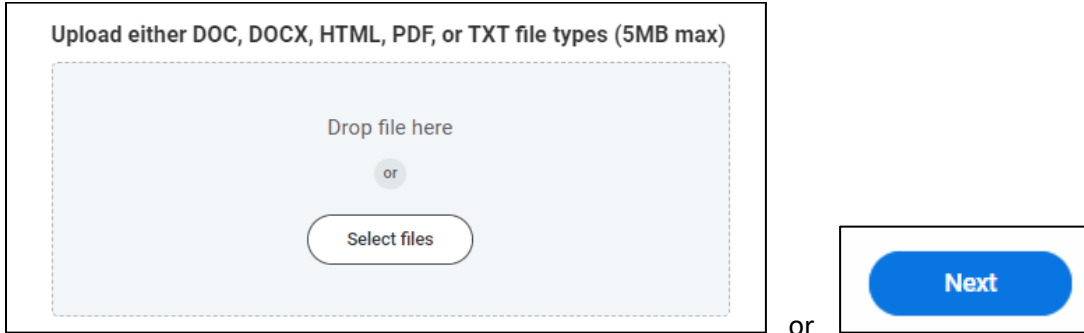 Upload either DOC, DOCX, HTML, PDF, or TXT file types (5MB max)
Drop file here
or
Select files
or
Next